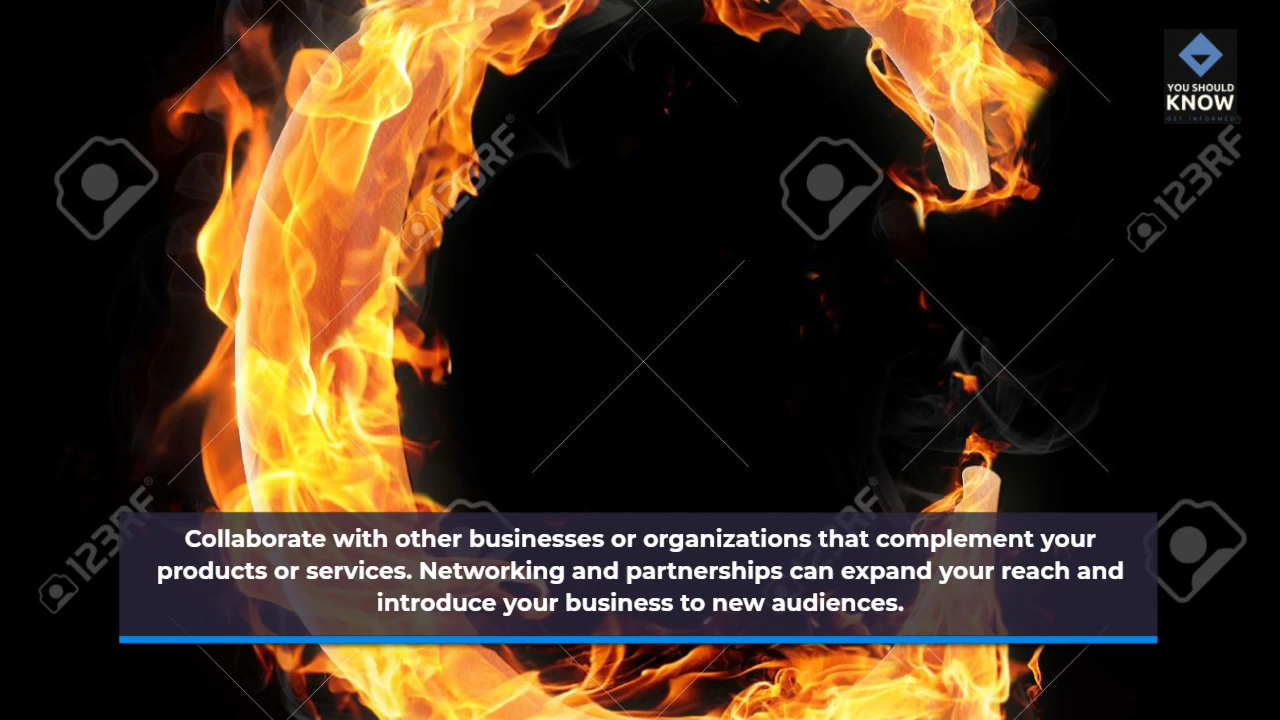 YOU SHOULD
KNOW
GET INFORMED
123RF®
123RF®
Collaborate with other businesses or organizations that complement your
products or services. Networking and partnerships can expand your reach and
introduce your business to new audiences.
123RF®
123RF®